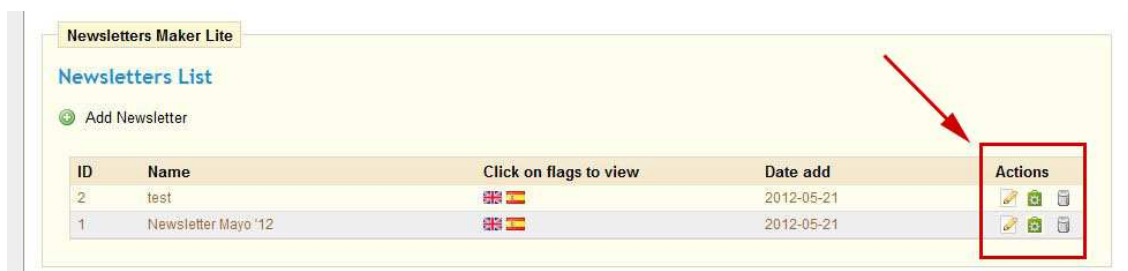 Newsletters Maker Lite
Newsletters List
Add Newsletter
ID Name Click on flags to view Date add Actions
2 test 2012-05-21
1 Newsletter Mayo '12 2012-05-21